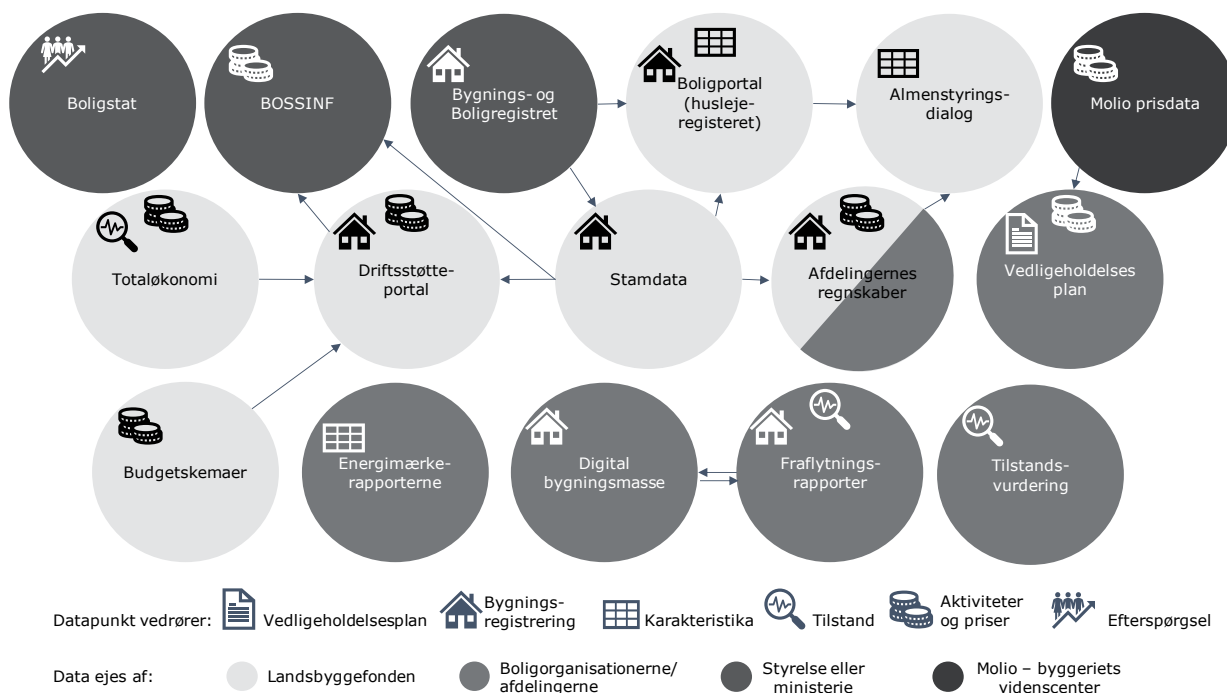 Boligstat
BOSSINF
Bygnings- og
Boligregistret
Boligportal
(husleje-
registeret)
Almenstyrings-
dialog
Molio prisdata
Totaløkonomi
Driftsstøtte-
portal
Stamdata
Afdelingernes
regnskaber
Vedligeholdelses
plan
Budgetskemaer
Energimærke-
rapporterne
Digital
bygningsmasse
Fraflytnings-
rapporter
Tilstands-
vurdering
Datapunkt vedrører:
Vedligeholdelsesplan
Bygnings-
registrering
Karakteristika
Tilstand
Aktiviteter
og priser
Efterspørgsel
Data ejes af:
Landsbyggefonden
Boligorganisationerne/
afdelingerne
Styrelse eller
ministerie
Molio – byggeriets
videnscenter